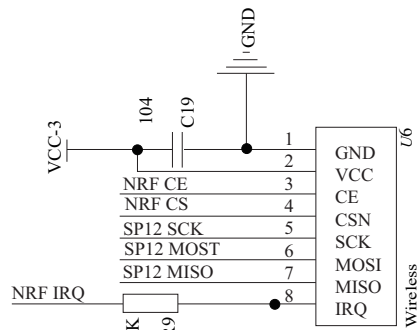 GND
104
C19
VCC-3
U6
1 GND
2 VCC
NRF CE 3 CE
NRF CS 4 CSN
SP12 SCK 5 SCK
SP12 MOST 6 MOSI
SP12 MISO 7 MISO
NRF IRQ 8 IRQ
K
Wireless